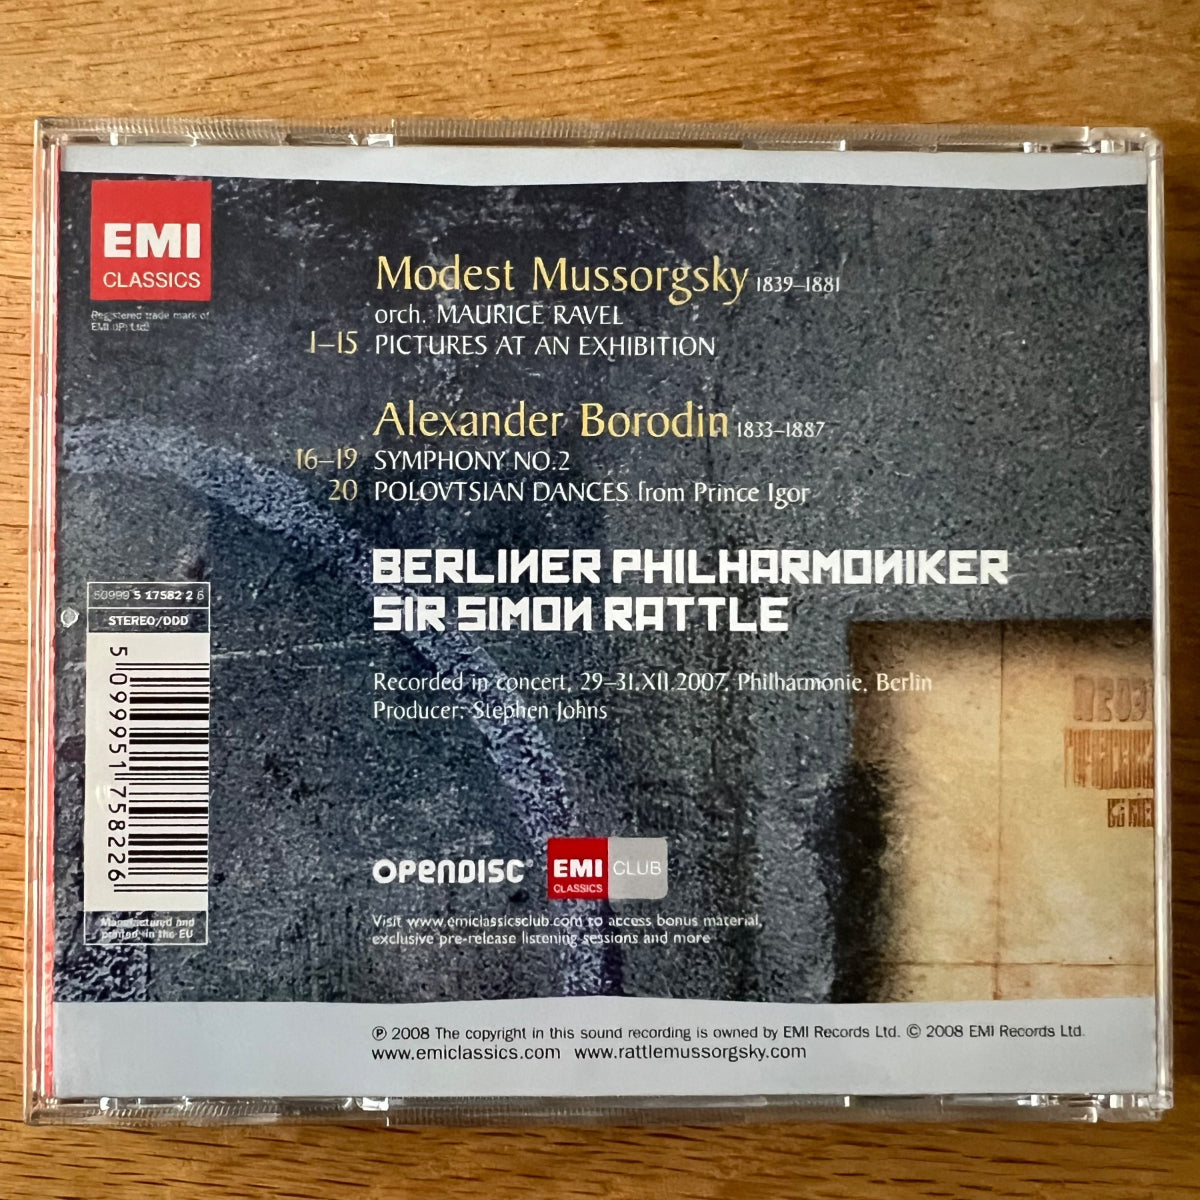 EMI
CLASSICS
Registered trade mark of
EMI (IP) Ltd.
Modest Mussorgsky 1839–1881
orch. MAURICE RAVEL
1–15 PICTURES AT AN EXHIBITION
Alexander Borodin 1833–1887
16–19 SYMPHONY NO.2
20 POLOVTSIAN DANCES from Prince Igor
BERLINER PHILHARMONIKER
SIR SIMON RATTLE
50999 5 17582 2 6
STEREO/DDD
5 099951 758226
Manufactured and
printed in the EU
Recorded in concert, 29–31.XII.2007, Philharmonie, Berlin
Producer: Stephen Johns
OPENDISC
EMI
CLASSICS
CLUB
Visit www.emiclassicsclub.com to access bonus material,
exclusive pre-release listening sessions and more
℗ 2008 The copyright in this sound recording is owned by EMI Records Ltd. © 2008 EMI Records Ltd.
www.emiclassics.com www.rattlemussorgsky.com